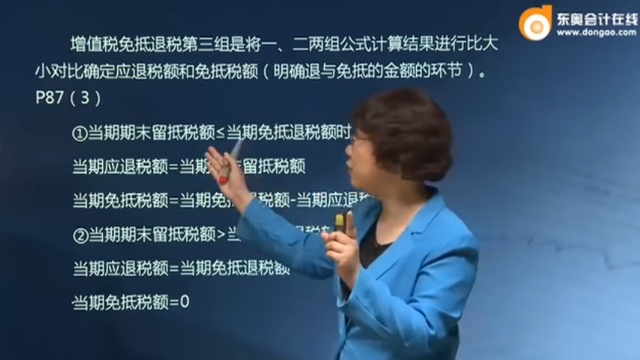 东奥会计在线
www.dongao.com
增值税免抵退税第三组是将一、二两组公式计算结果进行比大
小对比确定应退税额和免抵税额（明确退与免抵的金额的环节）。
P87（3）
①当期期末留抵税额≤当期免抵退税额时
当期应退税额=当期 留抵税额
当期免抵税额=当期免抵退税额-当期应退
②当期期末留抵税额>当
当期应退税额=当期免抵退税额
当期免抵税额=0